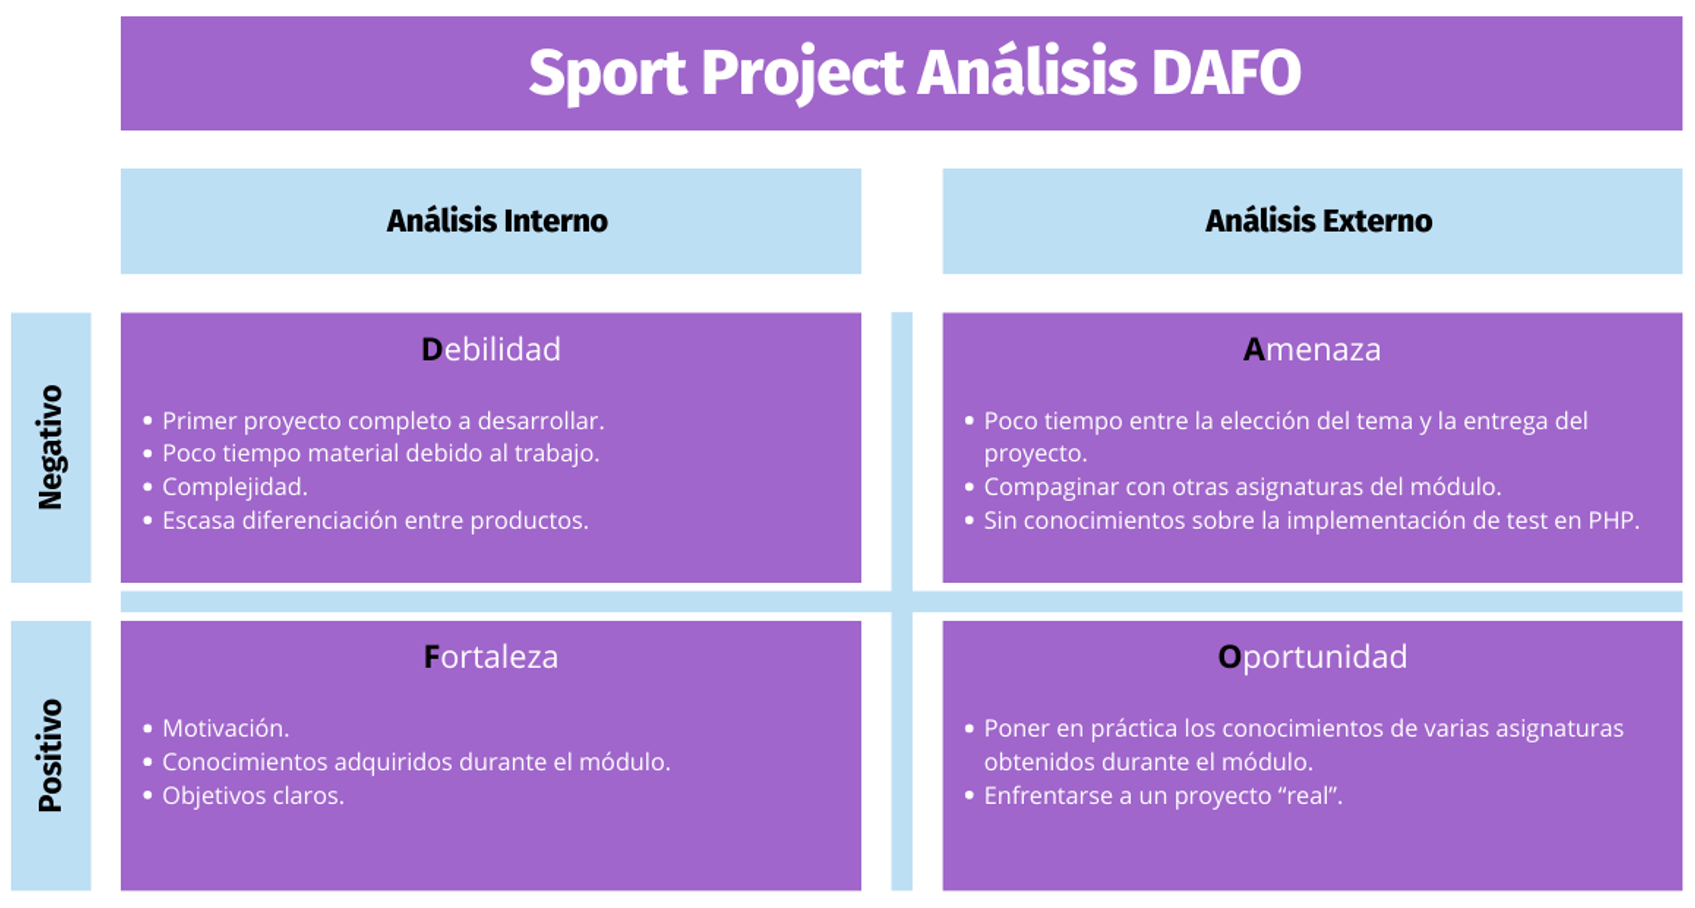 Sport Project Análisis DAFO
Análisis Interno
Análisis Externo
Negativo
Debilidad
• Primer proyecto completo a desarrollar.
• Poco tiempo material debido al trabajo.
• Complejidad.
• Escasa diferenciación entre productos.
Amenaza
• Poco tiempo entre la elección del tema y la entrega del
proyecto.
• Compaginar con otras asignaturas del módulo.
• Sin conocimientos sobre la implementación de test en PHP.
Positivo
Fortaleza
• Motivación.
• Conocimientos adquiridos durante el módulo.
• Objetivos claros.
Oportunidad
• Poner en práctica los conocimientos de varias asignaturas
obtenidos durante el módulo.
• Enfrentarse a un proyecto “real”.